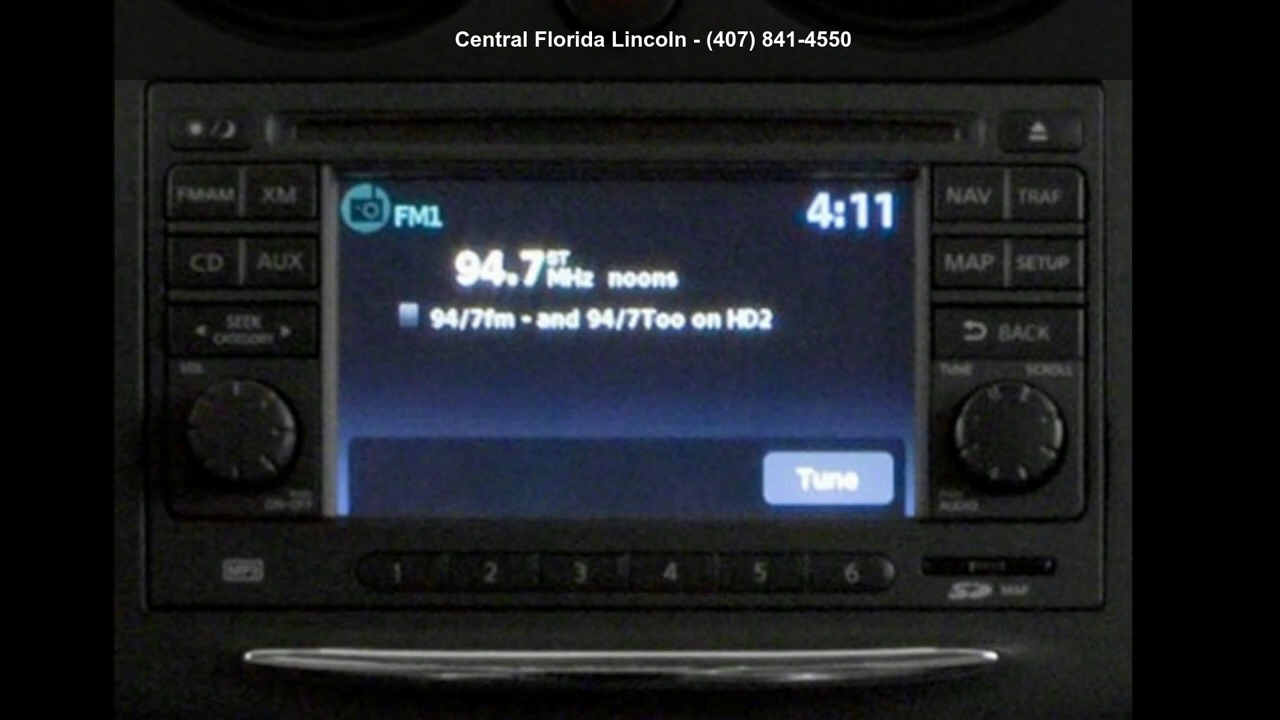 Central Florida Lincoln - (407) 841-4550
FM·AM XM
CD AUX
SEEK
CATEGORY
VOL
FM1
4:11
94.7 ST MHz noons
94/7fm - and 94/7Too on HD2
Tune
NAV TRAF
MAP SETUP
BACK
TUNE SCROLL
AUDIO
MP3
1 2 3 4 5 6
SD MAP